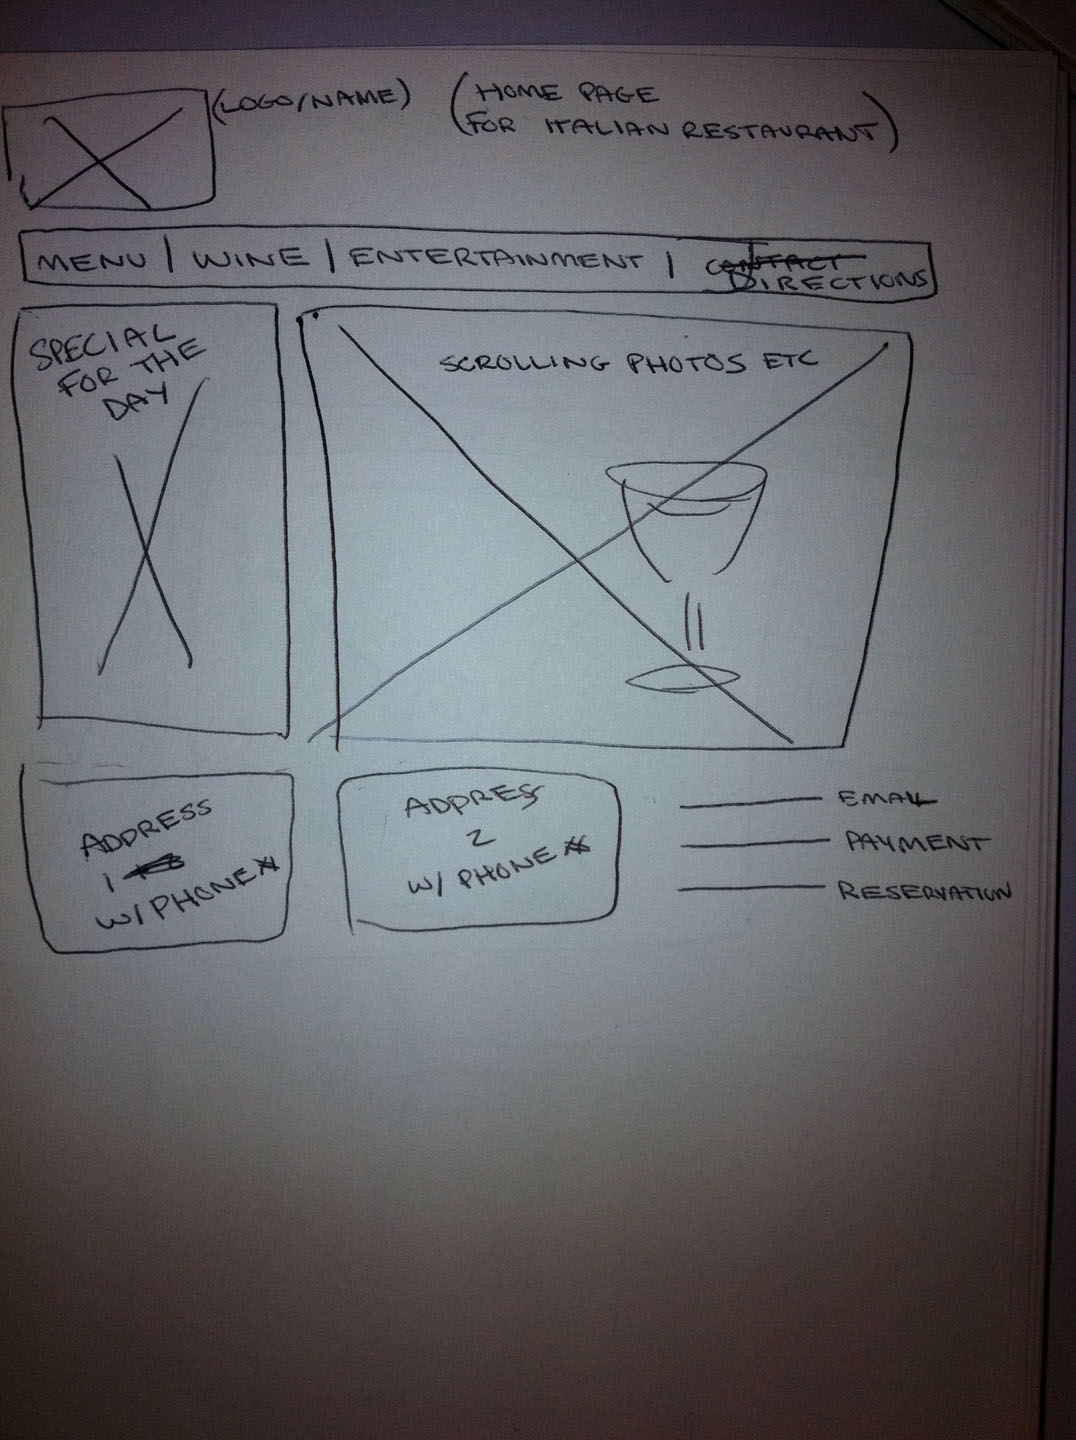 (LOGO/NAME)
(HOME PAGE
FOR ITALIAN RESTAURANT)
MENU | WINE | ENTERTAINMENT | CONTACT
DIRECTIONS
SPECIAL
FOR THE
DAY
SCROLLING PHOTOS ETC
ADDRESS
1
W/ PHONE #
ADDRES
2
W/ PHONE #
EMAIL
PAYMENT
RESERVATION